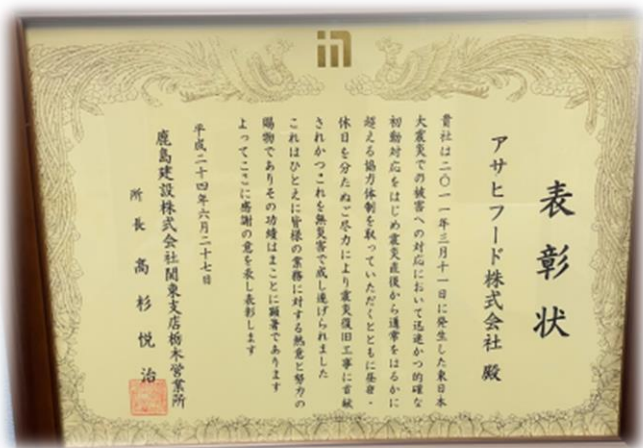 表彰状
アサヒフード株式会社 殿
貴社は二〇一一年三月十一日に発生した東日本
大震災での被害への対応において迅速かつ的確な
初動対応をはじめ震災直後から通常をはるかに
超える協力体制を取っていただくとともに昼夜・
休日を分たぬご尽力により震災復旧工事に貢献
されかつこれを無災害で成し遂げられました
これはひとえに皆様の業務に対する熱意と努力の
賜物でありその功績はまことに顕著であります
よってここに感謝の意を表し表彰します
平成二十四年六月二十七日
鹿島建設株式会社関東支店栃木営業所
所長 高杉悦治